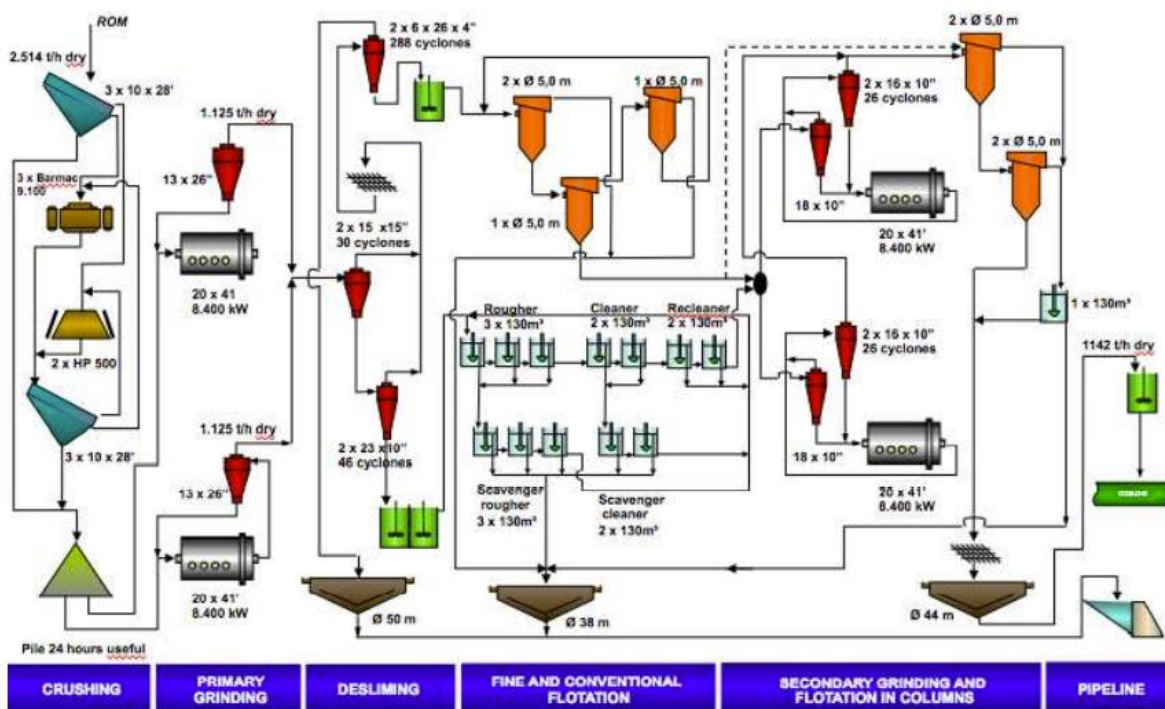 ROM
2.514 t/h dry
3 x 10 x 28'
3 x Barmac
9.100
2 x HP 500
3 x 10 x 28'
Pile 24 hours useful
1.125 t/h dry
13 x 26"
20 x 41
8.400 kW
1.125 t/h dry
13 x 26"
20 x 41'
8.400 kW
2 x 6 x 26 x 4"
288 cyclones
2 x 15 x15"
30 cyclones
2 x 23 x10"
46 cyclones
Ø 50 m
2 x Ø 5,0 m
1 x Ø 5,0 m
1 x Ø 5,0 m
Rougher
3 x 130m³
Cleaner
2 x 130m³
Recleaner
2 x 130m³
Scavenger
rougher
3 x 130m³
Scavenger
cleaner
2 x 130m³
Ø 38 m
2 x Ø 5,0 m
2 x 16 x 10"
26 cyclones
18 x 10"
20 x 41'
8.400 kW
2 x Ø 5,0 m
2 x 16 x 10"
26 cyclones
18 x 10"
20 x 41'
8.400 kW
1 x 130m³
Ø 44 m
1142 t/h dry
CRUSHING
PRIMARY
GRINDING
DESLIMING
FINE AND CONVENTIONAL
FLOTATION
SECONDARY GRINDING AND
FLOTATION IN COLUMNS
PIPELINE